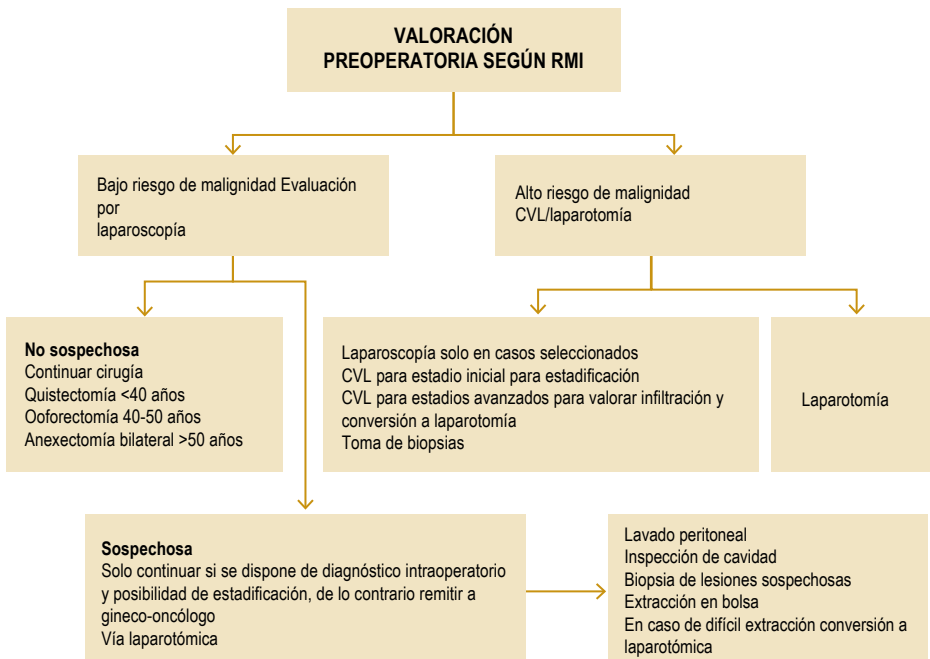 VALORACIÓN
PREOPERATORIA SEGÚN RMI
Bajo riesgo de malignidad Evaluación
por
laparoscopía
Alto riesgo de malignidad
CVL/laparotomía
No sospechosa
Continuar cirugía
Quistectomía <40 años
Ooforectomía 40-50 años
Anexectomía bilateral >50 años
Laparoscopía solo en casos seleccionados
CVL para estadio inicial para estadificación
CVL para estadios avanzados para valorar infiltración y
conversión a laparotomía
Toma de biopsias
Laparotomía
Sospechosa
Solo continuar si se dispone de diagnóstico intraoperatorio
y posibilidad de estadificación, de lo contrario remitir a
gineco-oncólogo
Vía laparotómica
Lavado peritoneal
Inspección de cavidad
Biopsia de lesiones sospechosas
Extracción en bolsa
En caso de difícil extracción conversión a
laparotómica